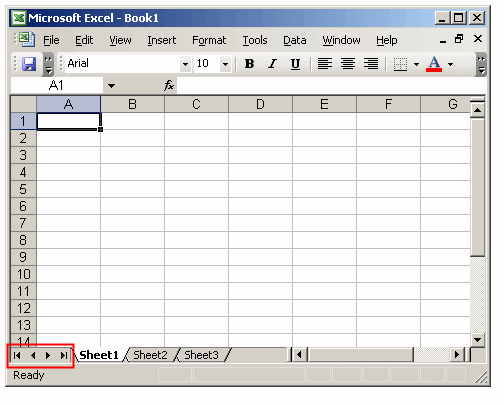 Microsoft Excel - Book1
File Edit View Insert Format Tools Data Window Help
Arial 10 B I U A
A1 fx
A B C D E F G
1
2
3
4
5
6
7
8
9
10
11
12
13
14
Sheet1 Sheet2 Sheet3
Ready